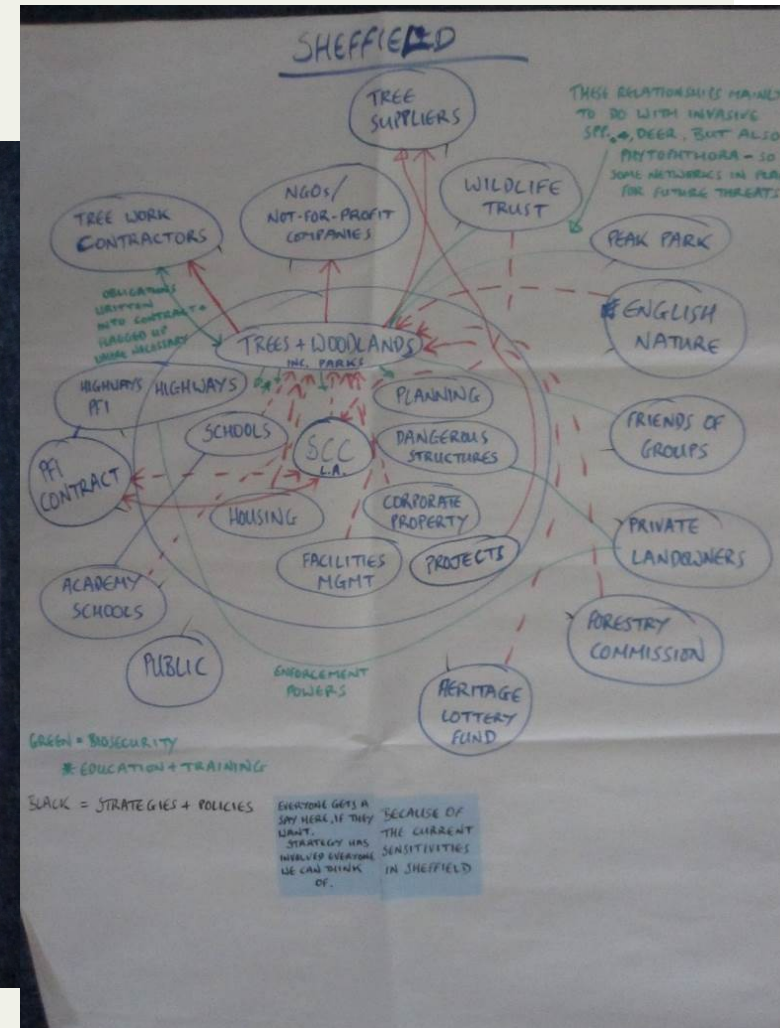 SHEFFIELD
TREE
SUPPLIERS
THESE RELATIONSHIPS MAINLY
TO DO WITH INVASIVE
SPP. DEER, BUT ALSO
PHYTOPHTHORA - SO
SOME NETWORKS IN PLA
FOR FUTURE THREATS
NGOs/
NOT-FOR-PROFIT
COMPANIES
WILDLIFE
TRUST
TREE WORK
CONTRACTORS
PEAK PARK
OBLIGATIONS
WRITTEN
INTO CONTRACT +
FLAGGED UP
WHERE NECESSARY
TREES + WOODLANDS
INC. PARKS
ENGLISH
NATURE
HIGHWAYS
PFI
HIGHWAYS
PLANNING
SCHOOLS
SCC
L.A.
DANGEROUS
STRUCTURES
FRIENDS OF
GROUPS
PFI
CONTRACT
HOUSING
CORPORATE
PROPERTY
PRIVATE
LANDOWNERS
FACILITIES
MGMT
PROJECTS
ACADEMY
SCHOOLS
FORESTRY
COMMISSION
PUBLIC
ENFORCEMENT
POWERS
HERITAGE
LOTTERY
FUND
GREEN = BIOSECURITY
* EDUCATION + TRAINING
BLACK = STRATEGIES + POLICIES
EVERYONE GETS A
SAY HERE, IF THEY
WANT.
STRATEGY HAS
INVOLVED EVERYONE
WE CAN THINK
OF.
BECAUSE OF
THE CURRENT
SENSITIVITIES
IN SHEFFIELD